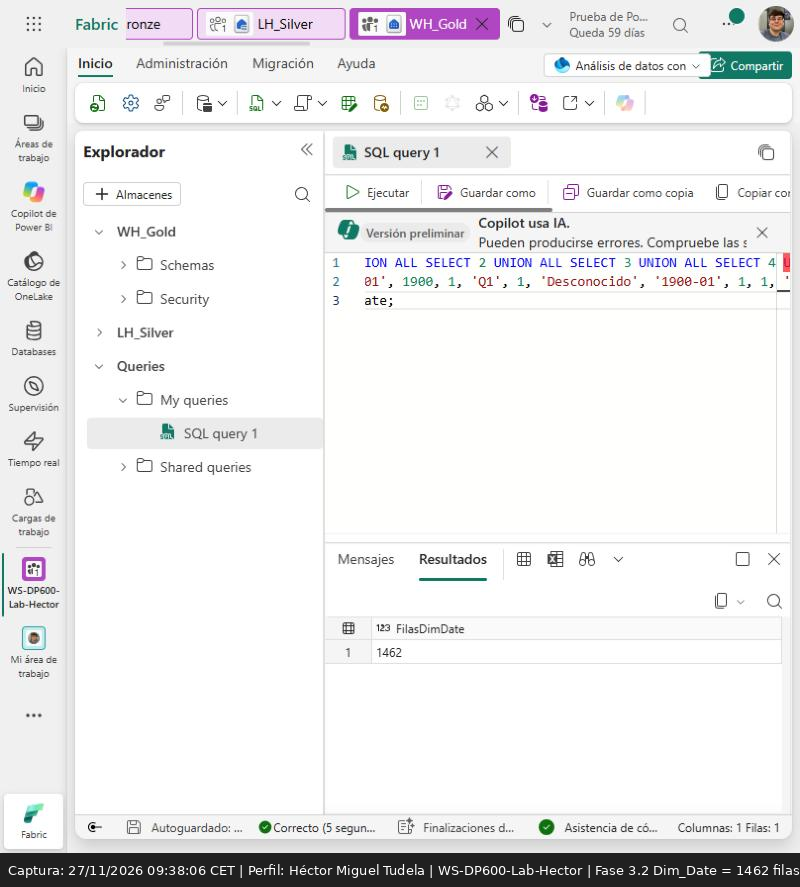 Fabric
ronze
LH_Silver
WH_Gold
Prueba de Po...
Queda 59 días
Inicio
Administración
Migración
Ayuda
Análisis de datos con
Compartir
Inicio
Áreas de
trabajo
Copilot de
Power BI
Catálogo de
OneLake
Databases
Supervisión
Tiempo real
Cargas de
trabajo
WS-DP600-
Lab-Hector
Mi área de
trabajo
Fabric
Explorador
Almacenes
WH_Gold
Schemas
Security
LH_Silver
Queries
My queries
SQL query 1
Shared queries
SQL query 1
Ejecutar
Guardar como
Guardar como copia
Copiar co
Versión preliminar
Copilot usa IA.
Pueden producirse errores. Compruebe las s
1 ION ALL SELECT 2 UNION ALL SELECT 3 UNION ALL SELECT 4 U
2 01', 1900, 1, 'Q1', 1, 'Desconocido', '1900-01', 1, 1, '
3 ate;
Mensajes
Resultados
123 FilasDimDate
1 1462
Autoguardado: ...
Correcto (5 segun...
Finalizaciones d...
Asistencia de có...
Columnas: 1 Filas: 1
Captura: 27/11/2026 09:38:06 CET | Perfil: Héctor Miguel Tudela | WS-DP600-Lab-Hector | Fase 3.2 Dim_Date = 1462 filas